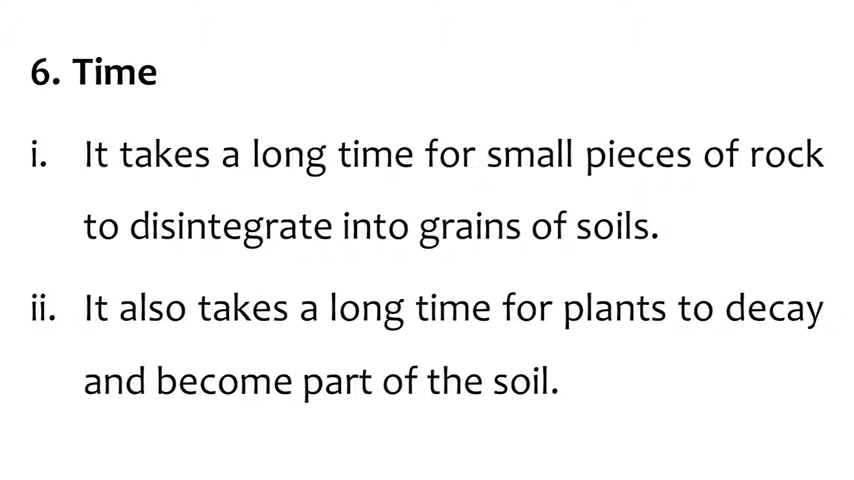 6. Time
i. It takes a long time for small pieces of rock
to disintegrate into grains of soils.
ii. It also takes a long time for plants to decay
and become part of the soil.